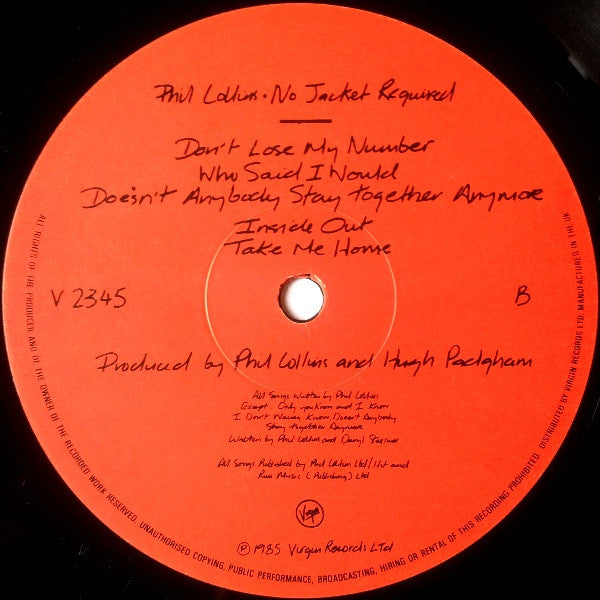 Phil Collins · No Jacket Required
Don't Lose My Number
Who Said I Would
Doesn't Anybody Stay together Anymore
Inside Out
Take Me Home
V 2345
B
Produced by Phil Collins and Hugh Padgham
All Songs Written by Phil Collins
Except, Only you know and I know
I Don't Wanna Know, Doesn't Anybody
Stay together Anymore
Written by Phil Collins and Daryl Stuermer
All Songs Published by Phil Collins Ltd / Hit and
Run Music (Publishing) Ltd
Virgin
℗ 1985 Virgin Records Ltd
ALL RIGHTS OF THE PRODUCER AND OF THE OWNER OF THE RECORDED WORK RESERVED. UNAUTHORISED COPYING, PUBLIC PERFORMANCE, BROADCASTING, HIRING OR RENTAL OF THIS RECORDING PROHIBITED. DISTRIBUTED BY VIRGIN RECORDS LTD. MANUFACTURED IN THE UK